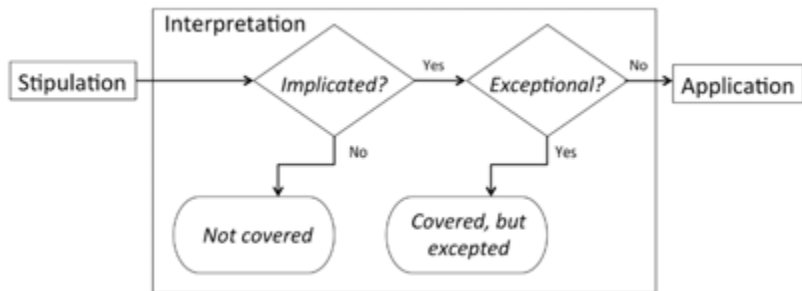 Interpretation
Stipulation
Implicated?
Yes
Exceptional?
No
Application
No
Yes
Not covered
Covered, but
excepted